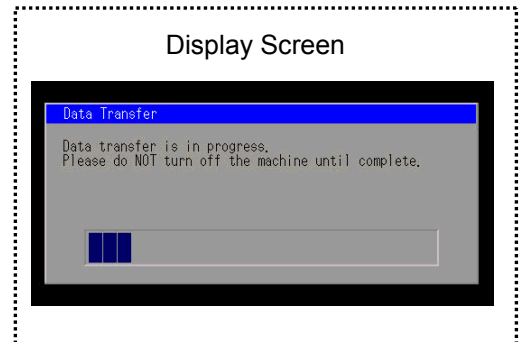 Display Screen
Data Transfer
Data transfer is in progress.
Please do NOT turn off the machine until complete.